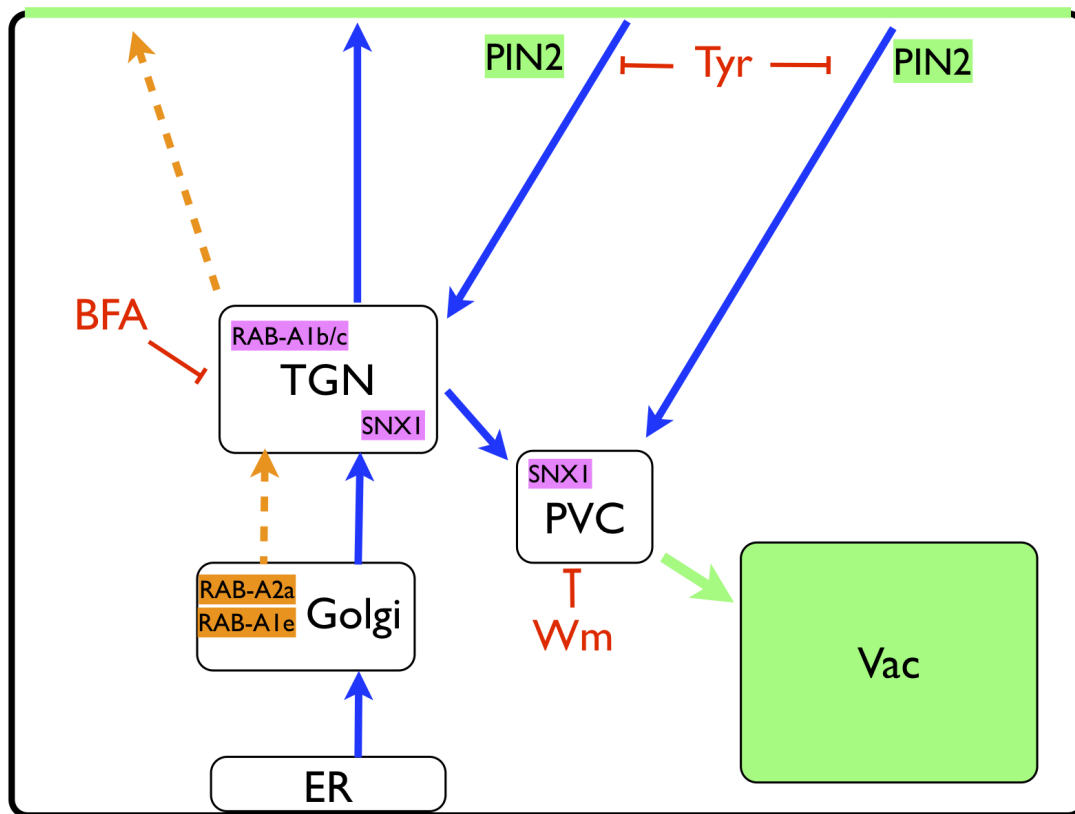 PIN2
Tyr
PIN2
BFA
RAB-A1b/c
TGN
SNX1
SNX1
PVC
RAB-A2a
RAB-A1e
Golgi
Wm
Vac
ER